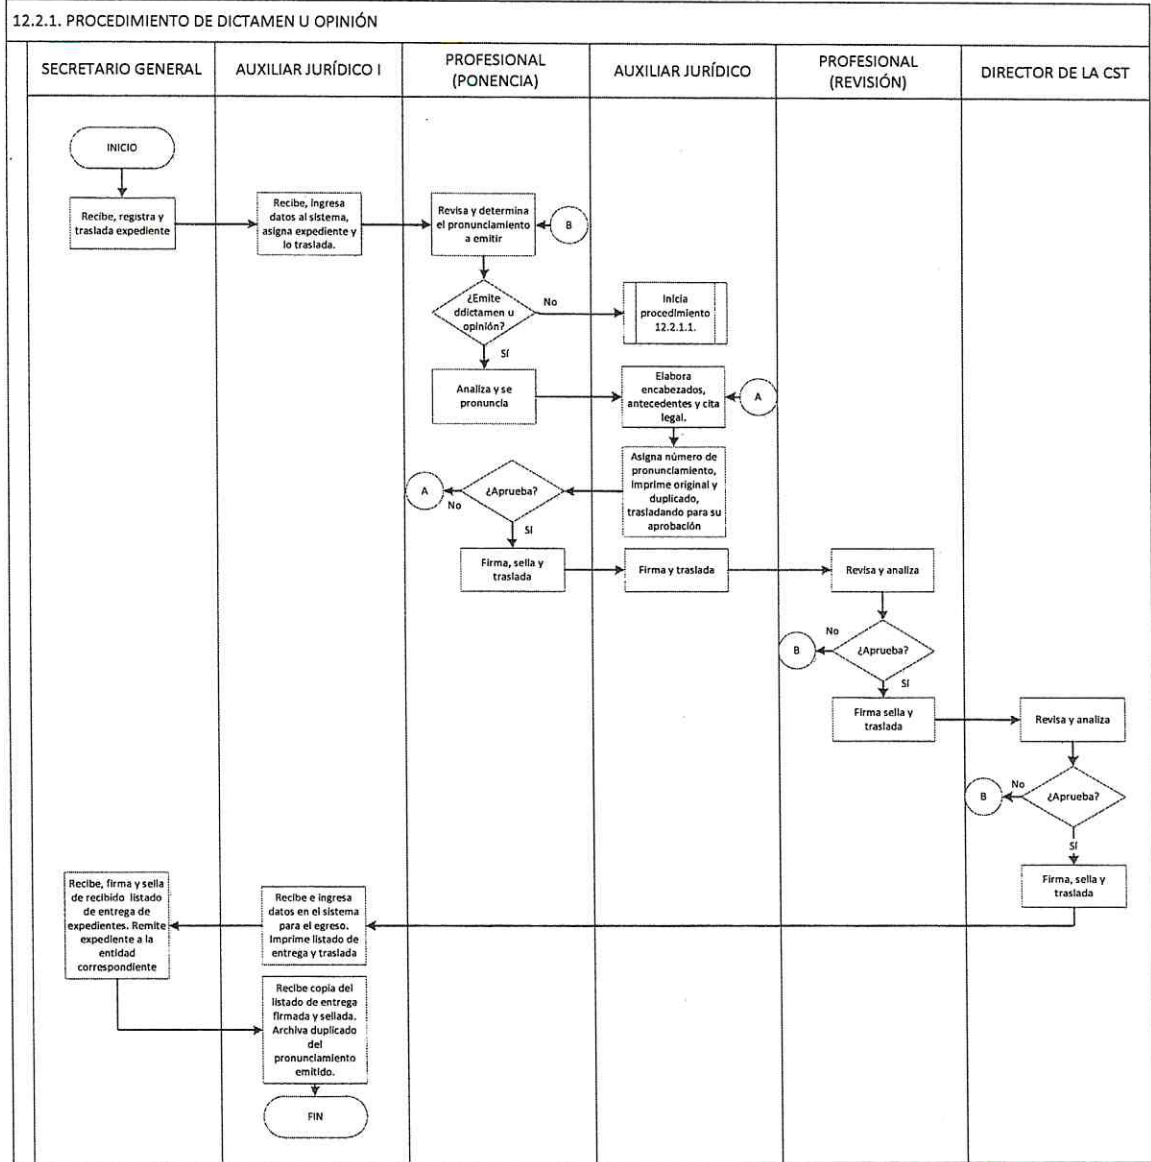 12.2.1. PROCEDIMIENTO DE DICTAMEN U OPINIÓN
SECRETARIO GENERAL
AUXILIAR JURÍDICO I
PROFESIONAL
(PONENCIA)
AUXILIAR JURÍDICO
PROFESIONAL
(REVISIÓN)
DIRECTOR DE LA CST
INICIO
Recibe, registra y
traslada expediente
Recibe, ingresa
datos al sistema,
asigna expediente y
lo traslada.
Revisa y determina
el pronunciamiento
a emitir
B
¿Emite
ddictamen u
opinión?
No
Inicia
procedimiento
12.2.1.1.
Sí
Analiza y se
pronuncia
Elabora
encabezados,
antecedentes y cita
legal.
A
Asigna número de
pronunciamiento,
imprime original y
duplicado,
trasladando para su
aprobación
¿Aprueba?
A
No
Sí
Firma, sella y
traslada
Firma y traslada
Revisa y analiza
¿Aprueba?
No
B
Sí
Firma sella y
traslada
Revisa y analiza
¿Aprueba?
No
B
Sí
Firma, sella y
traslada
Recibe e ingresa
datos en el sistema
para el egreso.
Imprime listado de
entrega y traslada
Recibe, firma y sella
de recibido listado
de entrega de
expedientes. Remite
expediente a la
entidad
correspondiente
Recibe copia del
listado de entrega
firmada y sellada.
Archiva duplicado
del
pronunciamiento
emitido.
FIN